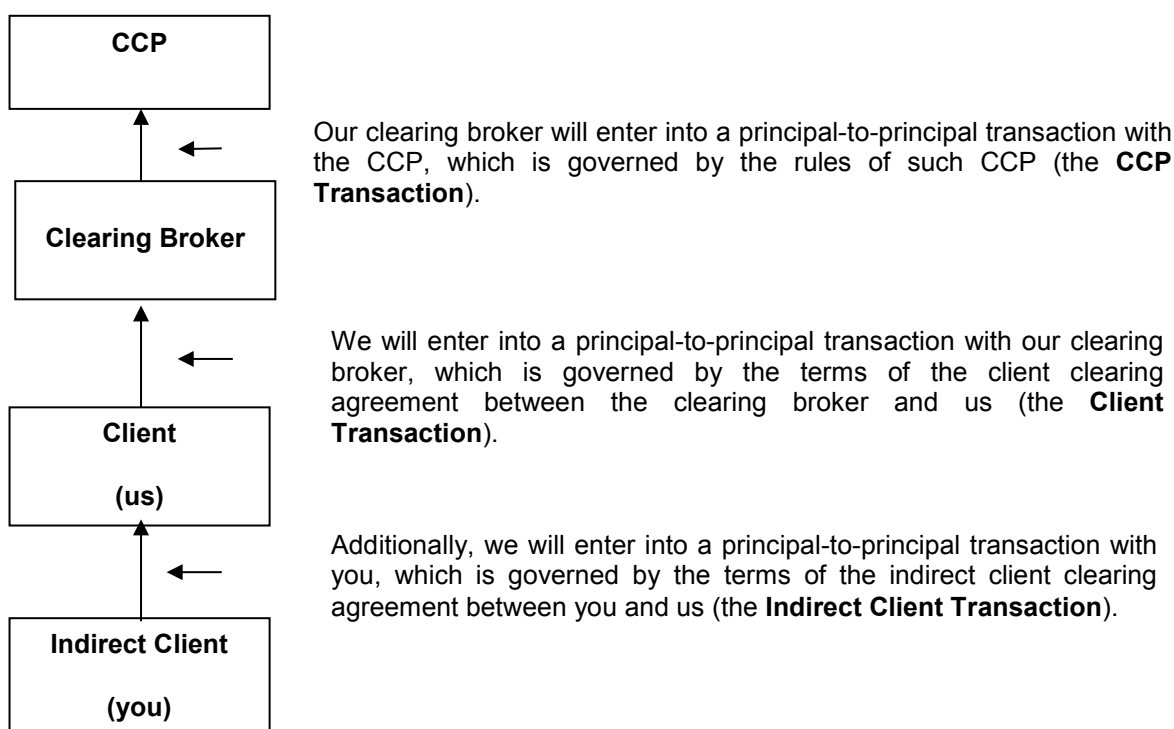 CCP
Our clearing broker will enter into a principal-to-principal transaction with
the CCP, which is governed by the rules of such CCP (the CCP
Transaction).
Clearing Broker
We will enter into a principal-to-principal transaction with our clearing
broker, which is governed by the terms of the client clearing
agreement between the clearing broker and us (the Client
Transaction).
Client
(us)
Additionally, we will enter into a principal-to-principal transaction with
you, which is governed by the terms of the indirect client clearing
agreement between you and us (the Indirect Client Transaction).
Indirect Client
(you)